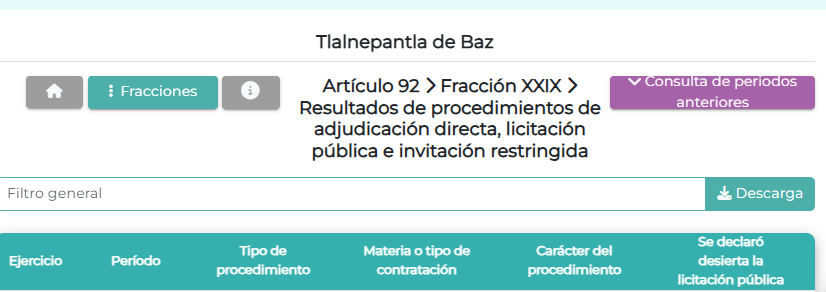 Tlalnepantla de Baz
Fracciones
Artículo 92 > Fracción XXIX >
Resultados de procedimientos de
adjudicación directa, licitación
pública e invitación restringida
Consulta de periodos
anteriores
Filtro general
Descarga
Ejercicio
Período
Tipo de
procedimiento
Materia o tipo de
contratación
Carácter del
procedimiento
Se declaró
desierta la
licitación pública